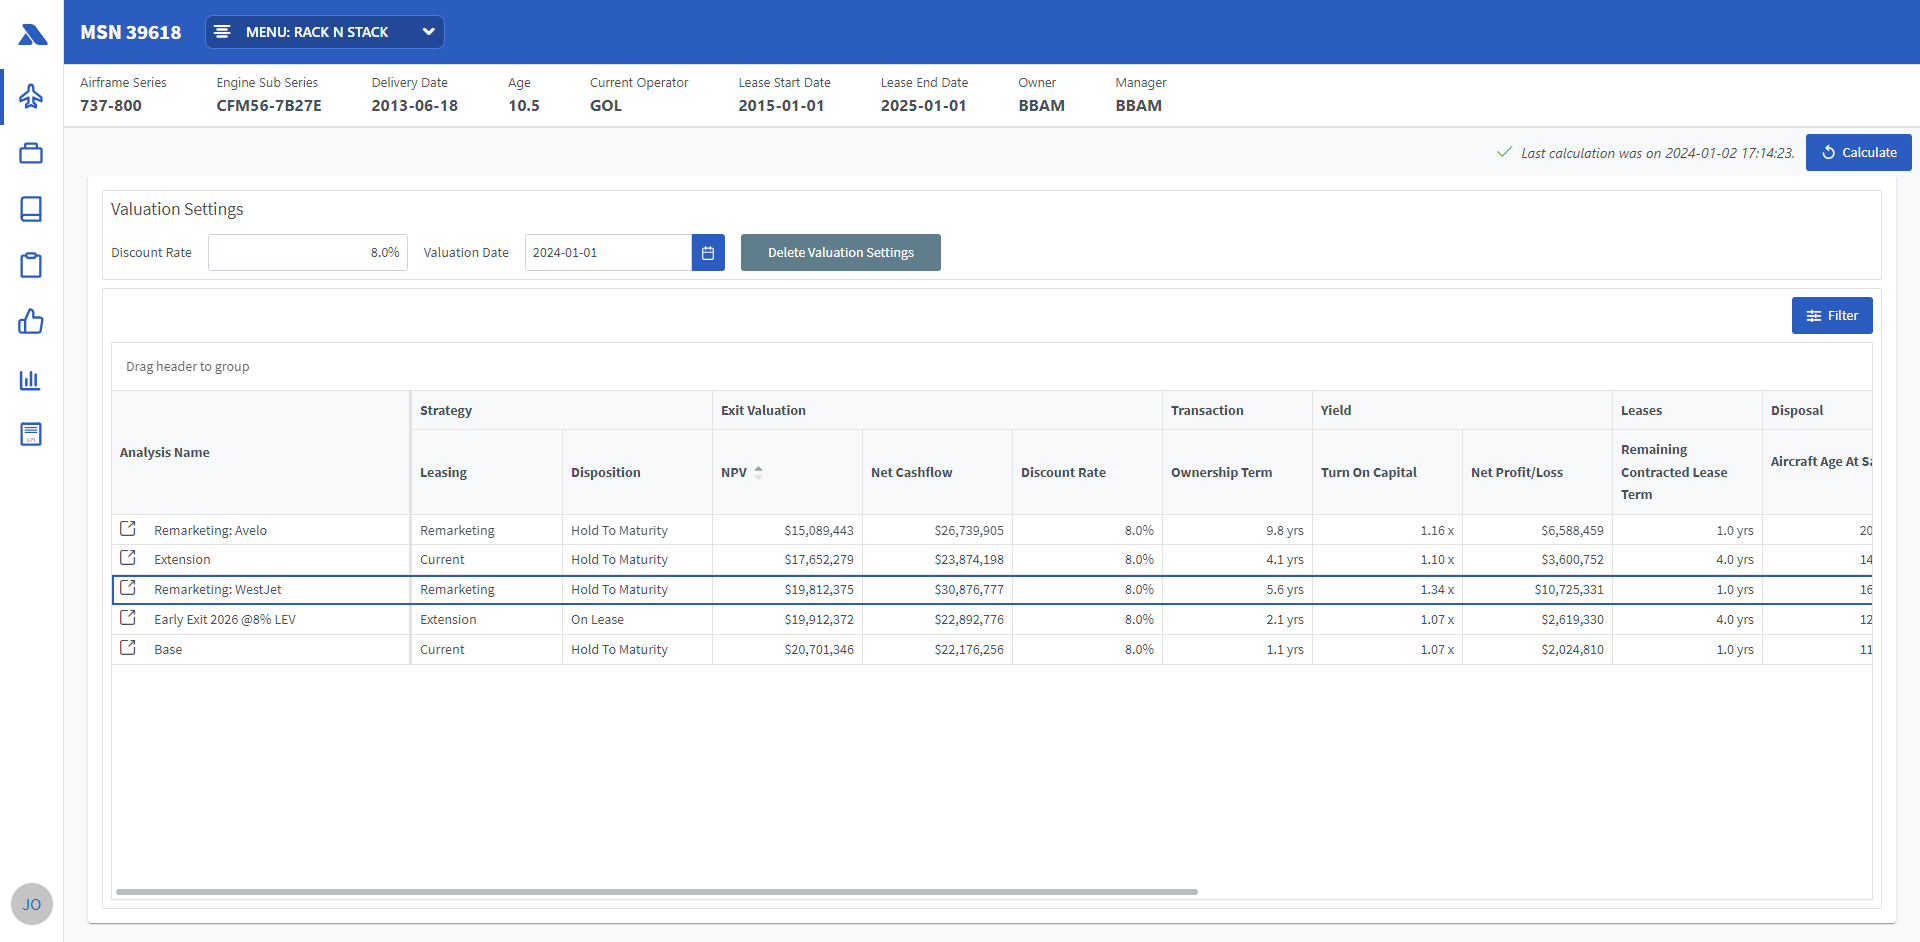 MSN 39618
MENU: RACK N STACK
Airframe Series Engine Sub Series Delivery Date Age Current Operator Lease Start Date Lease End Date Owner Manager
737-800 CFM56-7B27E 2013-06-18 10.5 GOL 2015-01-01 2025-01-01 BBAM BBAM
Last calculation was on 2024-01-02 17:14:23. Calculate
Valuation Settings
Discount Rate 8.0% Valuation Date 2024-01-01 Delete Valuation Settings
Filter
Drag header to group
Analysis Name Strategy Exit Valuation Transaction Yield Leases Disposal
Leasing Disposition NPV Net Cashflow Discount Rate Ownership Term Turn On Capital Net Profit/Loss Remaining Contracted Lease Term Aircraft Age At Sa
Remarketing: Avelo Remarketing Hold To Maturity $15,089,443 $26,739,905 8.0% 9.8 yrs 1.16 x $6,588,459 1.0 yrs 20
Extension Current Hold To Maturity $17,652,279 $23,874,198 8.0% 4.1 yrs 1.10 x $3,600,752 4.0 yrs 14
Remarketing: WestJet Remarketing Hold To Maturity $19,812,375 $30,876,777 8.0% 5.6 yrs 1.34 x $10,725,331 1.0 yrs 16
Early Exit 2026 @8% LEV Extension On Lease $19,912,372 $22,892,776 8.0% 2.1 yrs 1.07 x $2,619,330 4.0 yrs 12
Base Current Hold To Maturity $20,701,346 $22,176,256 8.0% 1.1 yrs 1.07 x $2,024,810 1.0 yrs 11
API
JO